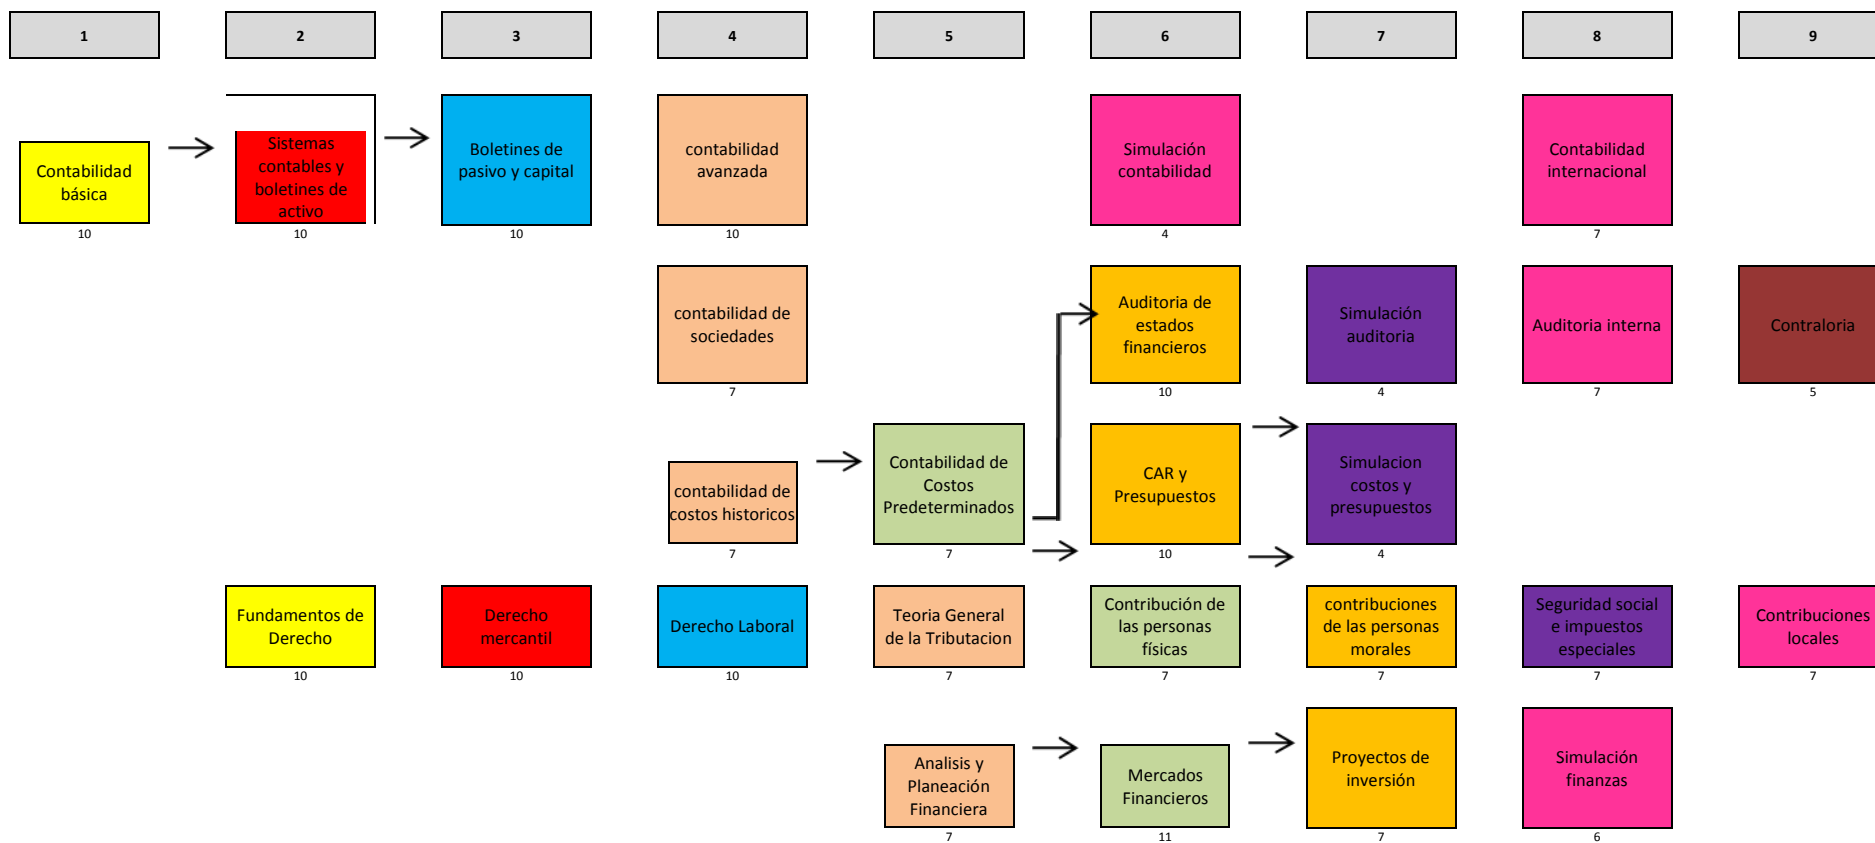 1
2
3
4
5
6
7
8
9
Contabilidad
básica
10
Sistemas
contables y
boletines de
activo
10
Boletines de
pasivo y capital
10
contabilidad
avanzada
10
Simulación
contabilidad
4
Contabilidad
internacional
7
contabilidad de
sociedades
7
Auditoria de
estados
financieros
10
Simulación
auditoria
4
Auditoria interna
7
Contraloria
5
contabilidad de
costos historicos
7
Contabilidad de
Costos
Predeterminados
7
CAR y
Presupuestos
10
Simulacion
costos y
presupuestos
4
Fundamentos de
Derecho
10
Derecho
mercantil
10
Derecho Laboral
10
Teoria General
de la Tributacion
7
Contribución de
las personas
físicas
7
contribuciones
de las personas
morales
7
Seguridad social
e impuestos
especiales
7
Contribuciones
locales
7
Analisis y
Planeación
Financiera
7
Mercados
Financieros
11
Proyectos de
inversión
7
Simulación
finanzas
6